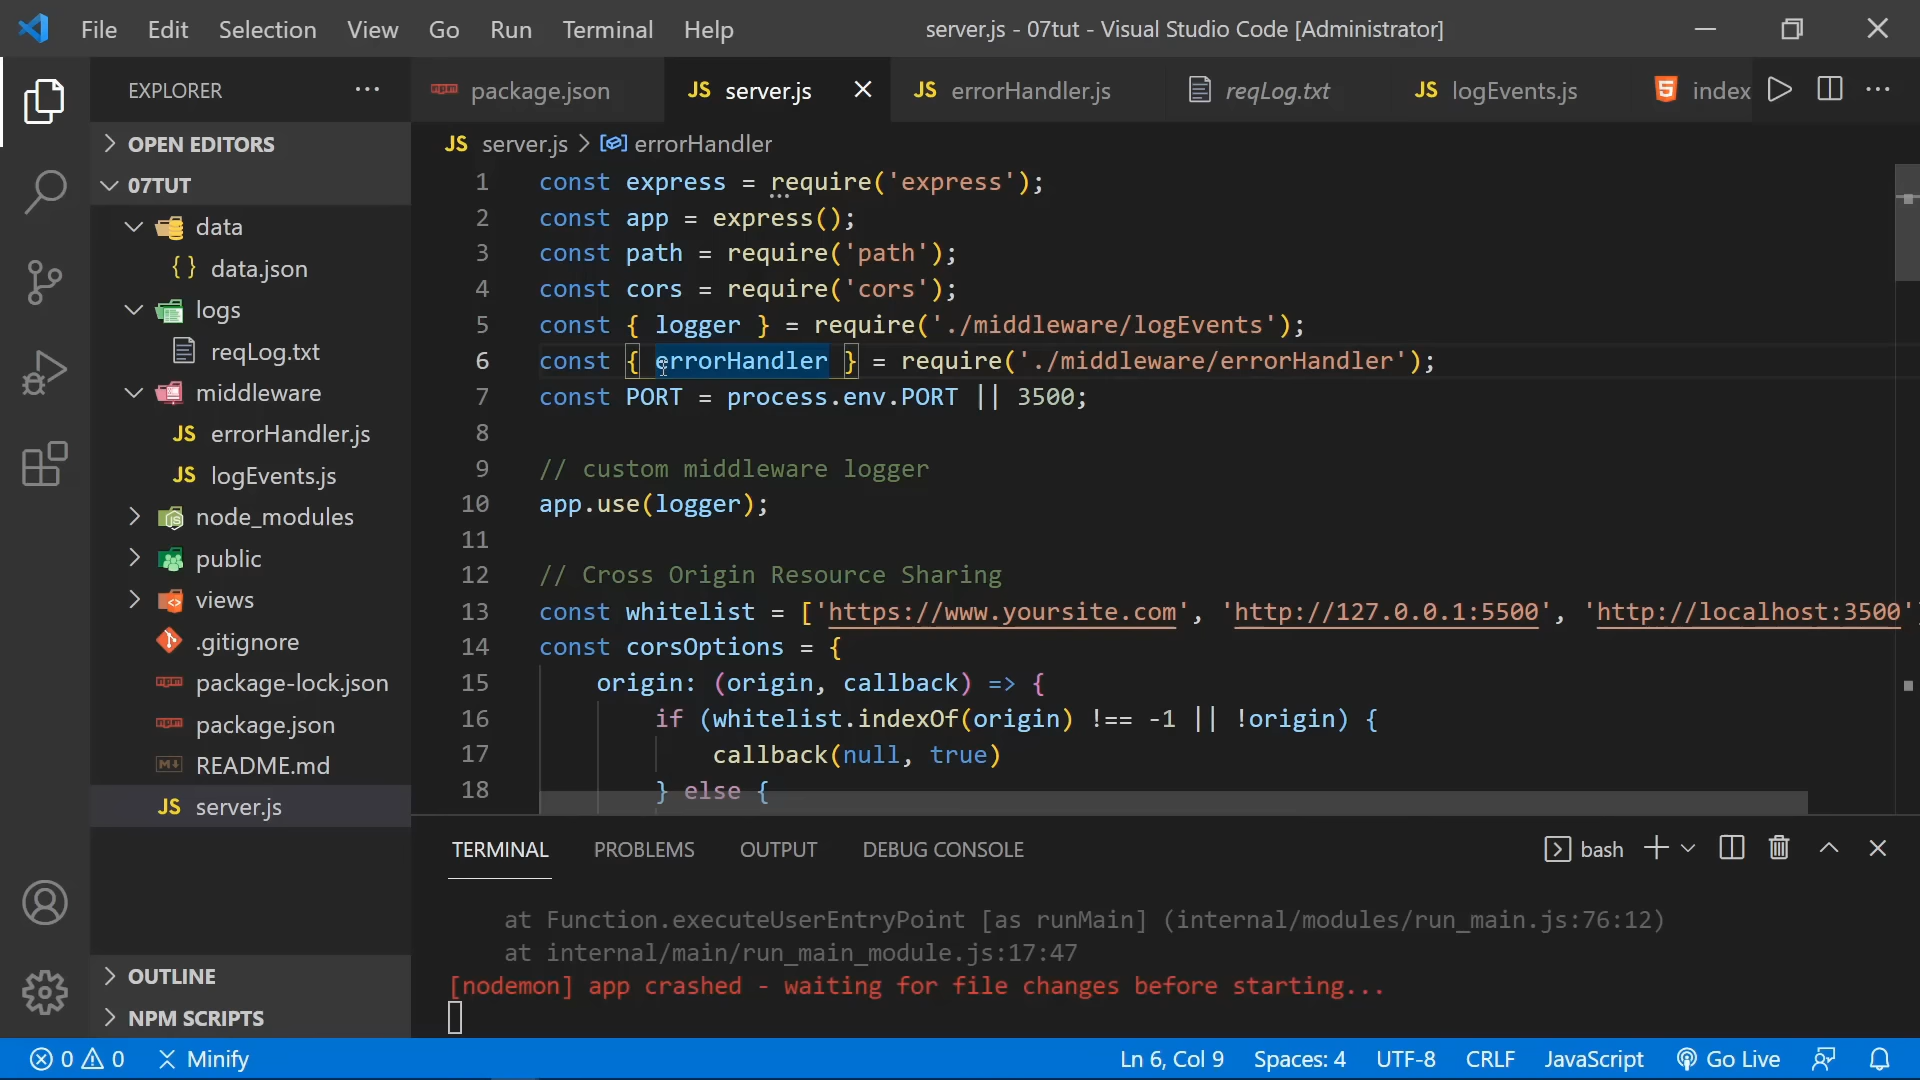 File Edit Selection View Go Run Terminal Help
server.js - 07tut - Visual Studio Code [Administrator]
EXPLORER
package.json
JS server.js
JS errorHandler.js
reqLog.txt
JS logEvents.js
index
OPEN EDITORS
07TUT
data
{ } data.json
logs
reqLog.txt
middleware
JS errorHandler.js
JS logEvents.js
node_modules
public
views
.gitignore
package-lock.json
package.json
README.md
JS server.js
OUTLINE
NPM SCRIPTS
JS server.js > errorHandler
1 const express = require('express');
2 const app = express();
3 const path = require('path');
4 const cors = require('cors');
5 const { logger } = require('./middleware/logEvents');
6 const { errorHandler } = require('./middleware/errorHandler');
7 const PORT = process.env.PORT || 3500;
8
9 // custom middleware logger
10 app.use(logger);
11
12 // Cross Origin Resource Sharing
13 const whitelist = ['https://www.yoursite.com', 'http://127.0.0.1:5500', 'http://localhost:3500'
14 const corsOptions = {
15 origin: (origin, callback) => {
16 if (whitelist.indexOf(origin) !== -1 || !origin) {
17 callback(null, true)
18 } else {
TERMINAL PROBLEMS OUTPUT DEBUG CONSOLE
bash
at Function.executeUserEntryPoint [as runMain] (internal/modules/run_main.js:76:12)
at internal/main/run_main_module.js:17:47
[nodemon] app crashed - waiting for file changes before starting...
0 0 Minify
Ln 6, Col 9 Spaces: 4 UTF-8 CRLF JavaScript Go Live